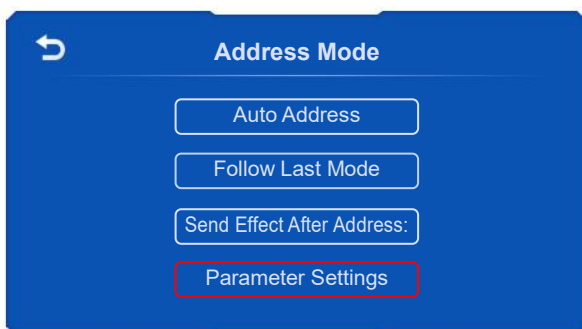 Address Mode
Auto Address
Follow Last Mode
Send Effect After Address:
Parameter Settings